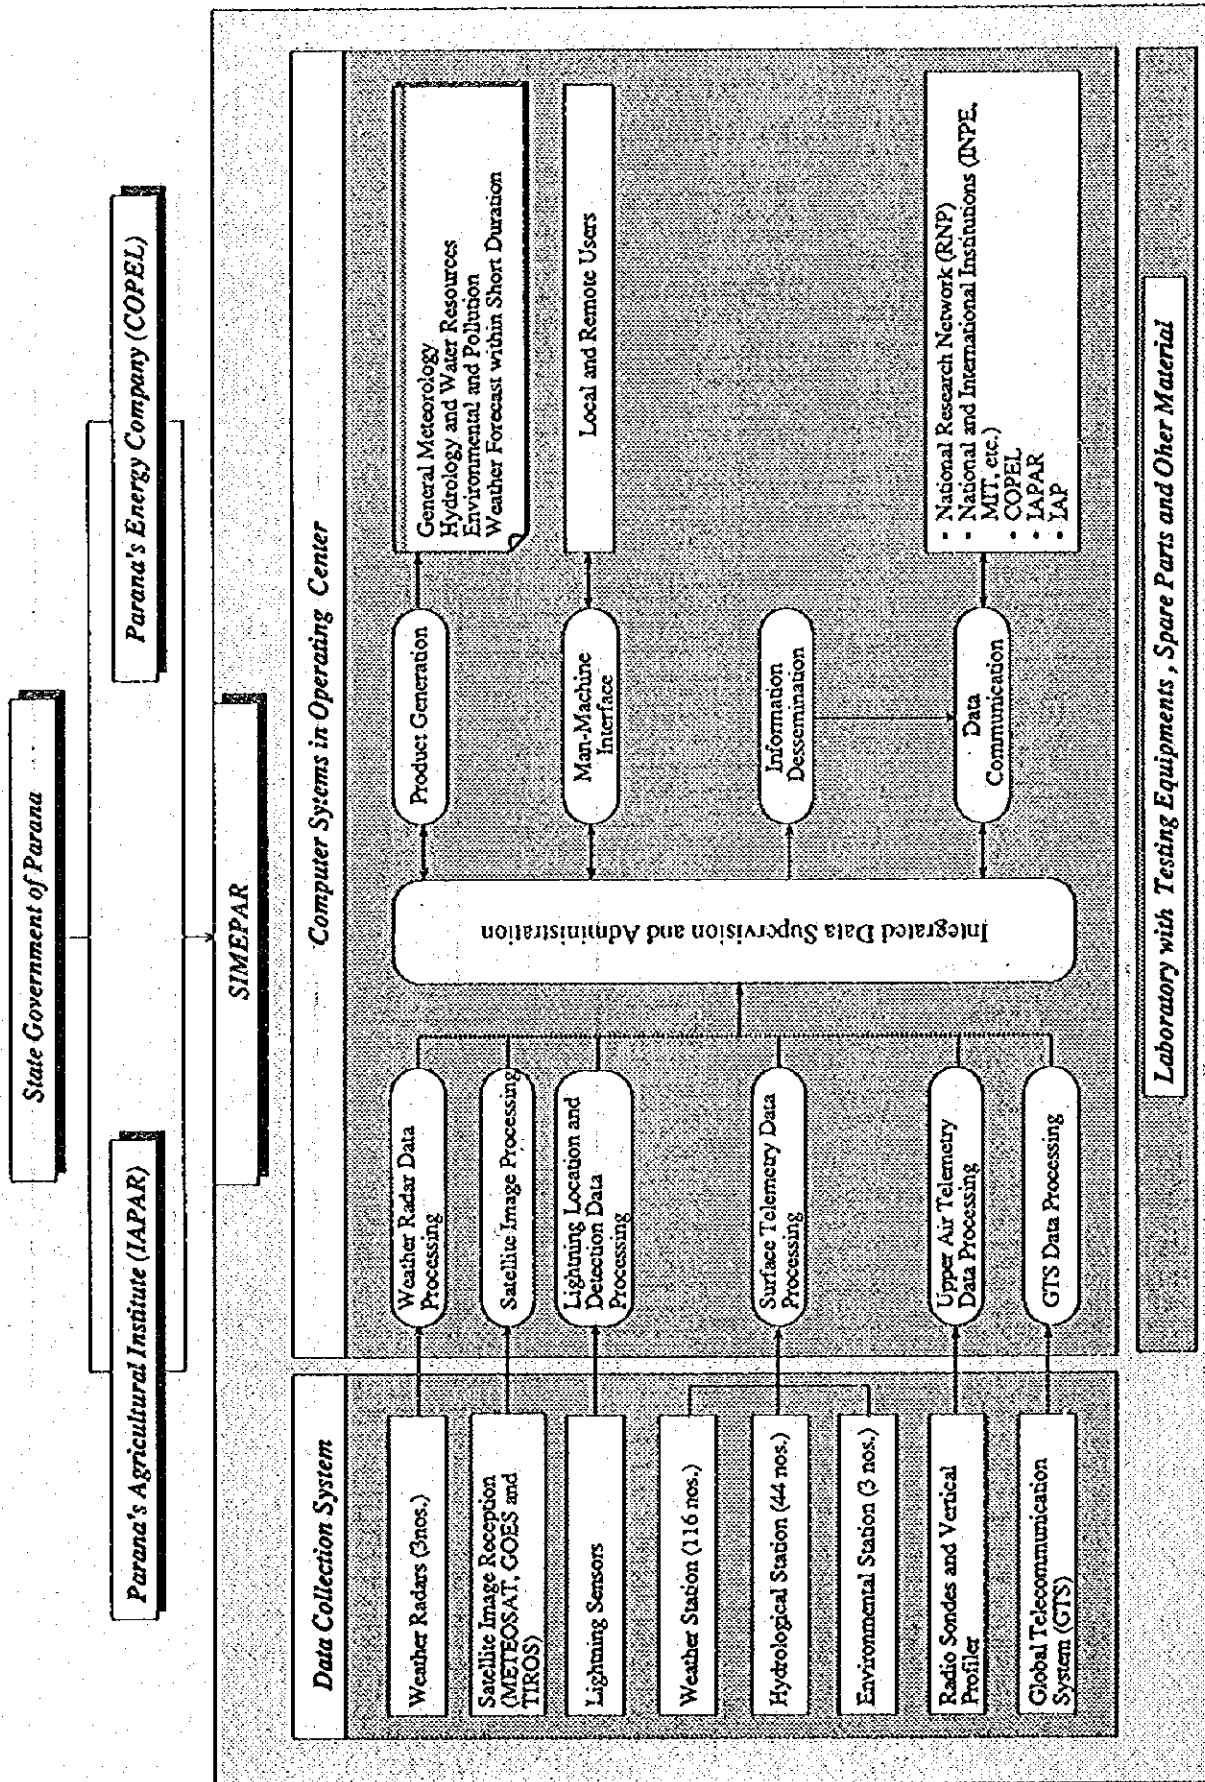 State Government of Parana
Parana's Agricultural Institute (IAPAR)
Parana's Energy Company (COPEL)
SIMEPAR
Data Collection System
Weather Radars (3nos.)
Satellite Image Reception
(METEOSAT, GOES and
TIROS)
Lightning Sensors
Weather Station (116 nos.)
Hydrological Station (44 nos.)
Environmental Station (3 nos.)
Radio Sondes and Vertical
Profiler
Global Telecommunication
System (GTS)
Computer Sytems in Operating Center
Weather Radar Data
Processing
Satellite Image Processing
Lightning Location and
Detection Data
Processing
Surface Telemetry Data
Processing
Upper Air Telemetry
Data Processing
GTS Data Processing
Integrated Data Supervision and Administration
Product Generation
Man-Machine
Interface
Information
Dessemination
Data
Communication
General Meteorology
Hydrology and Water Resources
Environmental and Pollution
Weather Forecast within Short Duration
Local and Remote Users
• National Research Network (RNP)
• National and International Institutions (INPE,
MIT, etc.)
• COPEL
• IAPAR
• IAP
Laboratory with Testing Equipments , Spare Parts and Oher Material